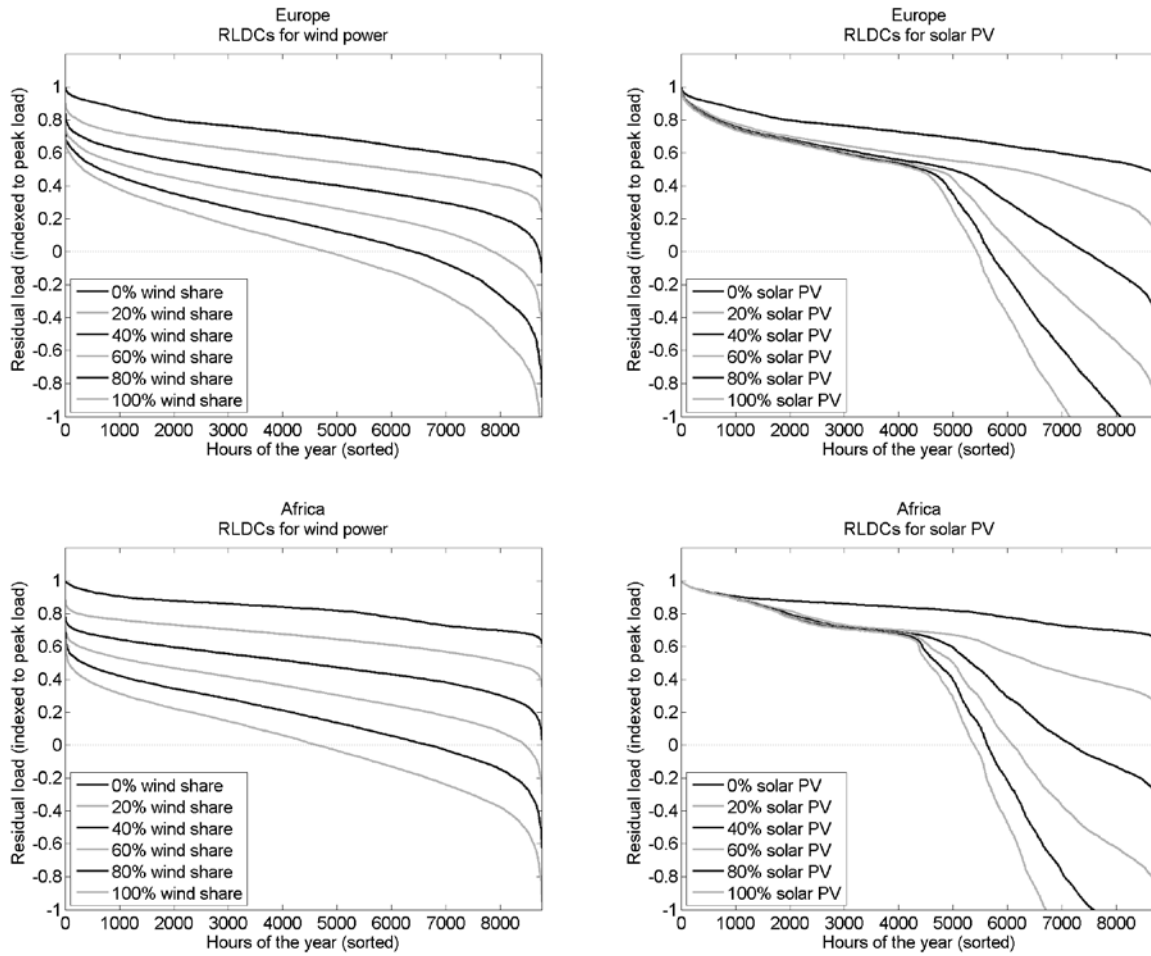 Europe
RLDCs for wind power
Residual load (indexed to peak load)
1
0.8
0.6
0.4
0.2
0
-0.2
-0.4
-0.6
-0.8
-1
0% wind share
20% wind share
40% wind share
60% wind share
80% wind share
100% wind share
0 1000 2000 3000 4000 5000 6000 7000 8000
Hours of the year (sorted)
Europe
RLDCs for solar PV
Residual load (indexed to peak load)
1
0.8
0.6
0.4
0.2
0
-0.2
-0.4
-0.6
-0.8
-1
0% solar PV
20% solar PV
40% solar PV
60% solar PV
80% solar PV
100% solar PV
0 1000 2000 3000 4000 5000 6000 7000 8000
Hours of the year (sorted)
Africa
RLDCs for wind power
Residual load (indexed to peak load)
1
0.8
0.6
0.4
0.2
0
-0.2
-0.4
-0.6
-0.8
-1
0% wind share
20% wind share
40% wind share
60% wind share
80% wind share
100% wind share
0 1000 2000 3000 4000 5000 6000 7000 8000
Hours of the year (sorted)
Africa
RLDCs for solar PV
Residual load (indexed to peak load)
1
0.8
0.6
0.4
0.2
0
-0.2
-0.4
-0.6
-0.8
-1
0% solar PV
20% solar PV
40% solar PV
60% solar PV
80% solar PV
100% solar PV
0 1000 2000 3000 4000 5000 6000 7000 8000
Hours of the year (sorted)